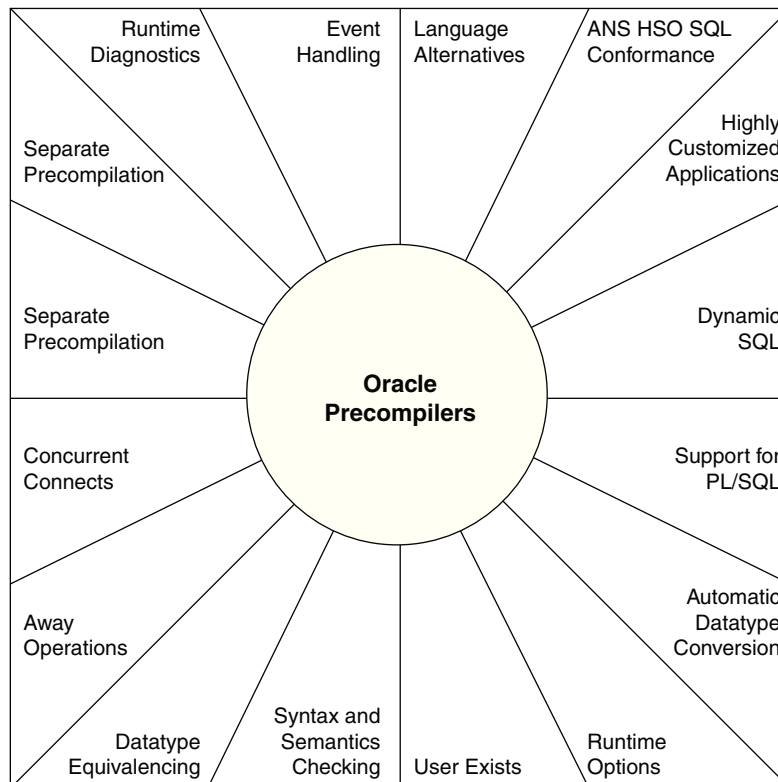 Runtime
Diagnostics
Event
Handling
Language
Alternatives
ANS HSO SQL
Conformance
Highly
Customized
Applications
Separate
Precompilation
Dynamic
SQL
Separate
Precompilation
Oracle
Precompilers
Support for
PL/SQL
Concurrent
Connects
Automatic
Datatype
Conversion
Away
Operations
Datatype
Equivalencing
Syntax and
Semantics
Checking
User Exists
Runtime
Options